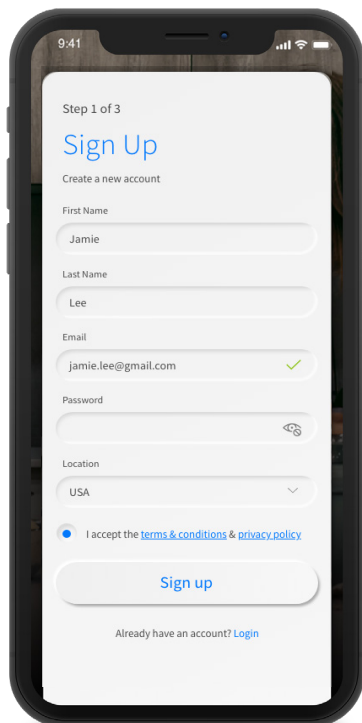 9:41
Step 1 of 3
Sign Up
Create a new account
First Name
Jamie
Last Name
Lee
Email
jamie.lee@gmail.com
Password
Location
USA
I accept the terms & conditions & privacy policy
Sign up
Already have an account? Login